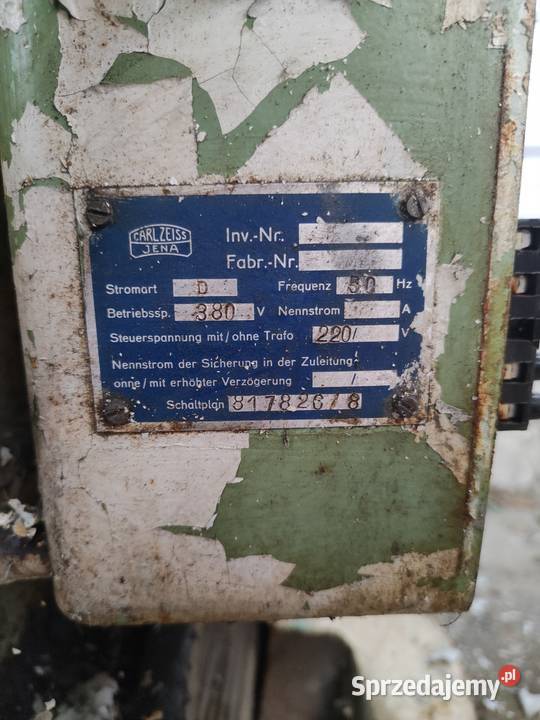 CARL ZEISS
JENA
Inv.-Nr.
Fabr.-Nr.
Stromart D Frequenz 50 Hz
Betriebssp. 380 V Nennstrom A
Steuerspannung mit/ohne Trafo 220/ V
Nennstrom der Sicherung in der Zuleitung
onne/mit erhöhter Verzögerung /
Schaltplan 81782678
Sprzedajemy.pl